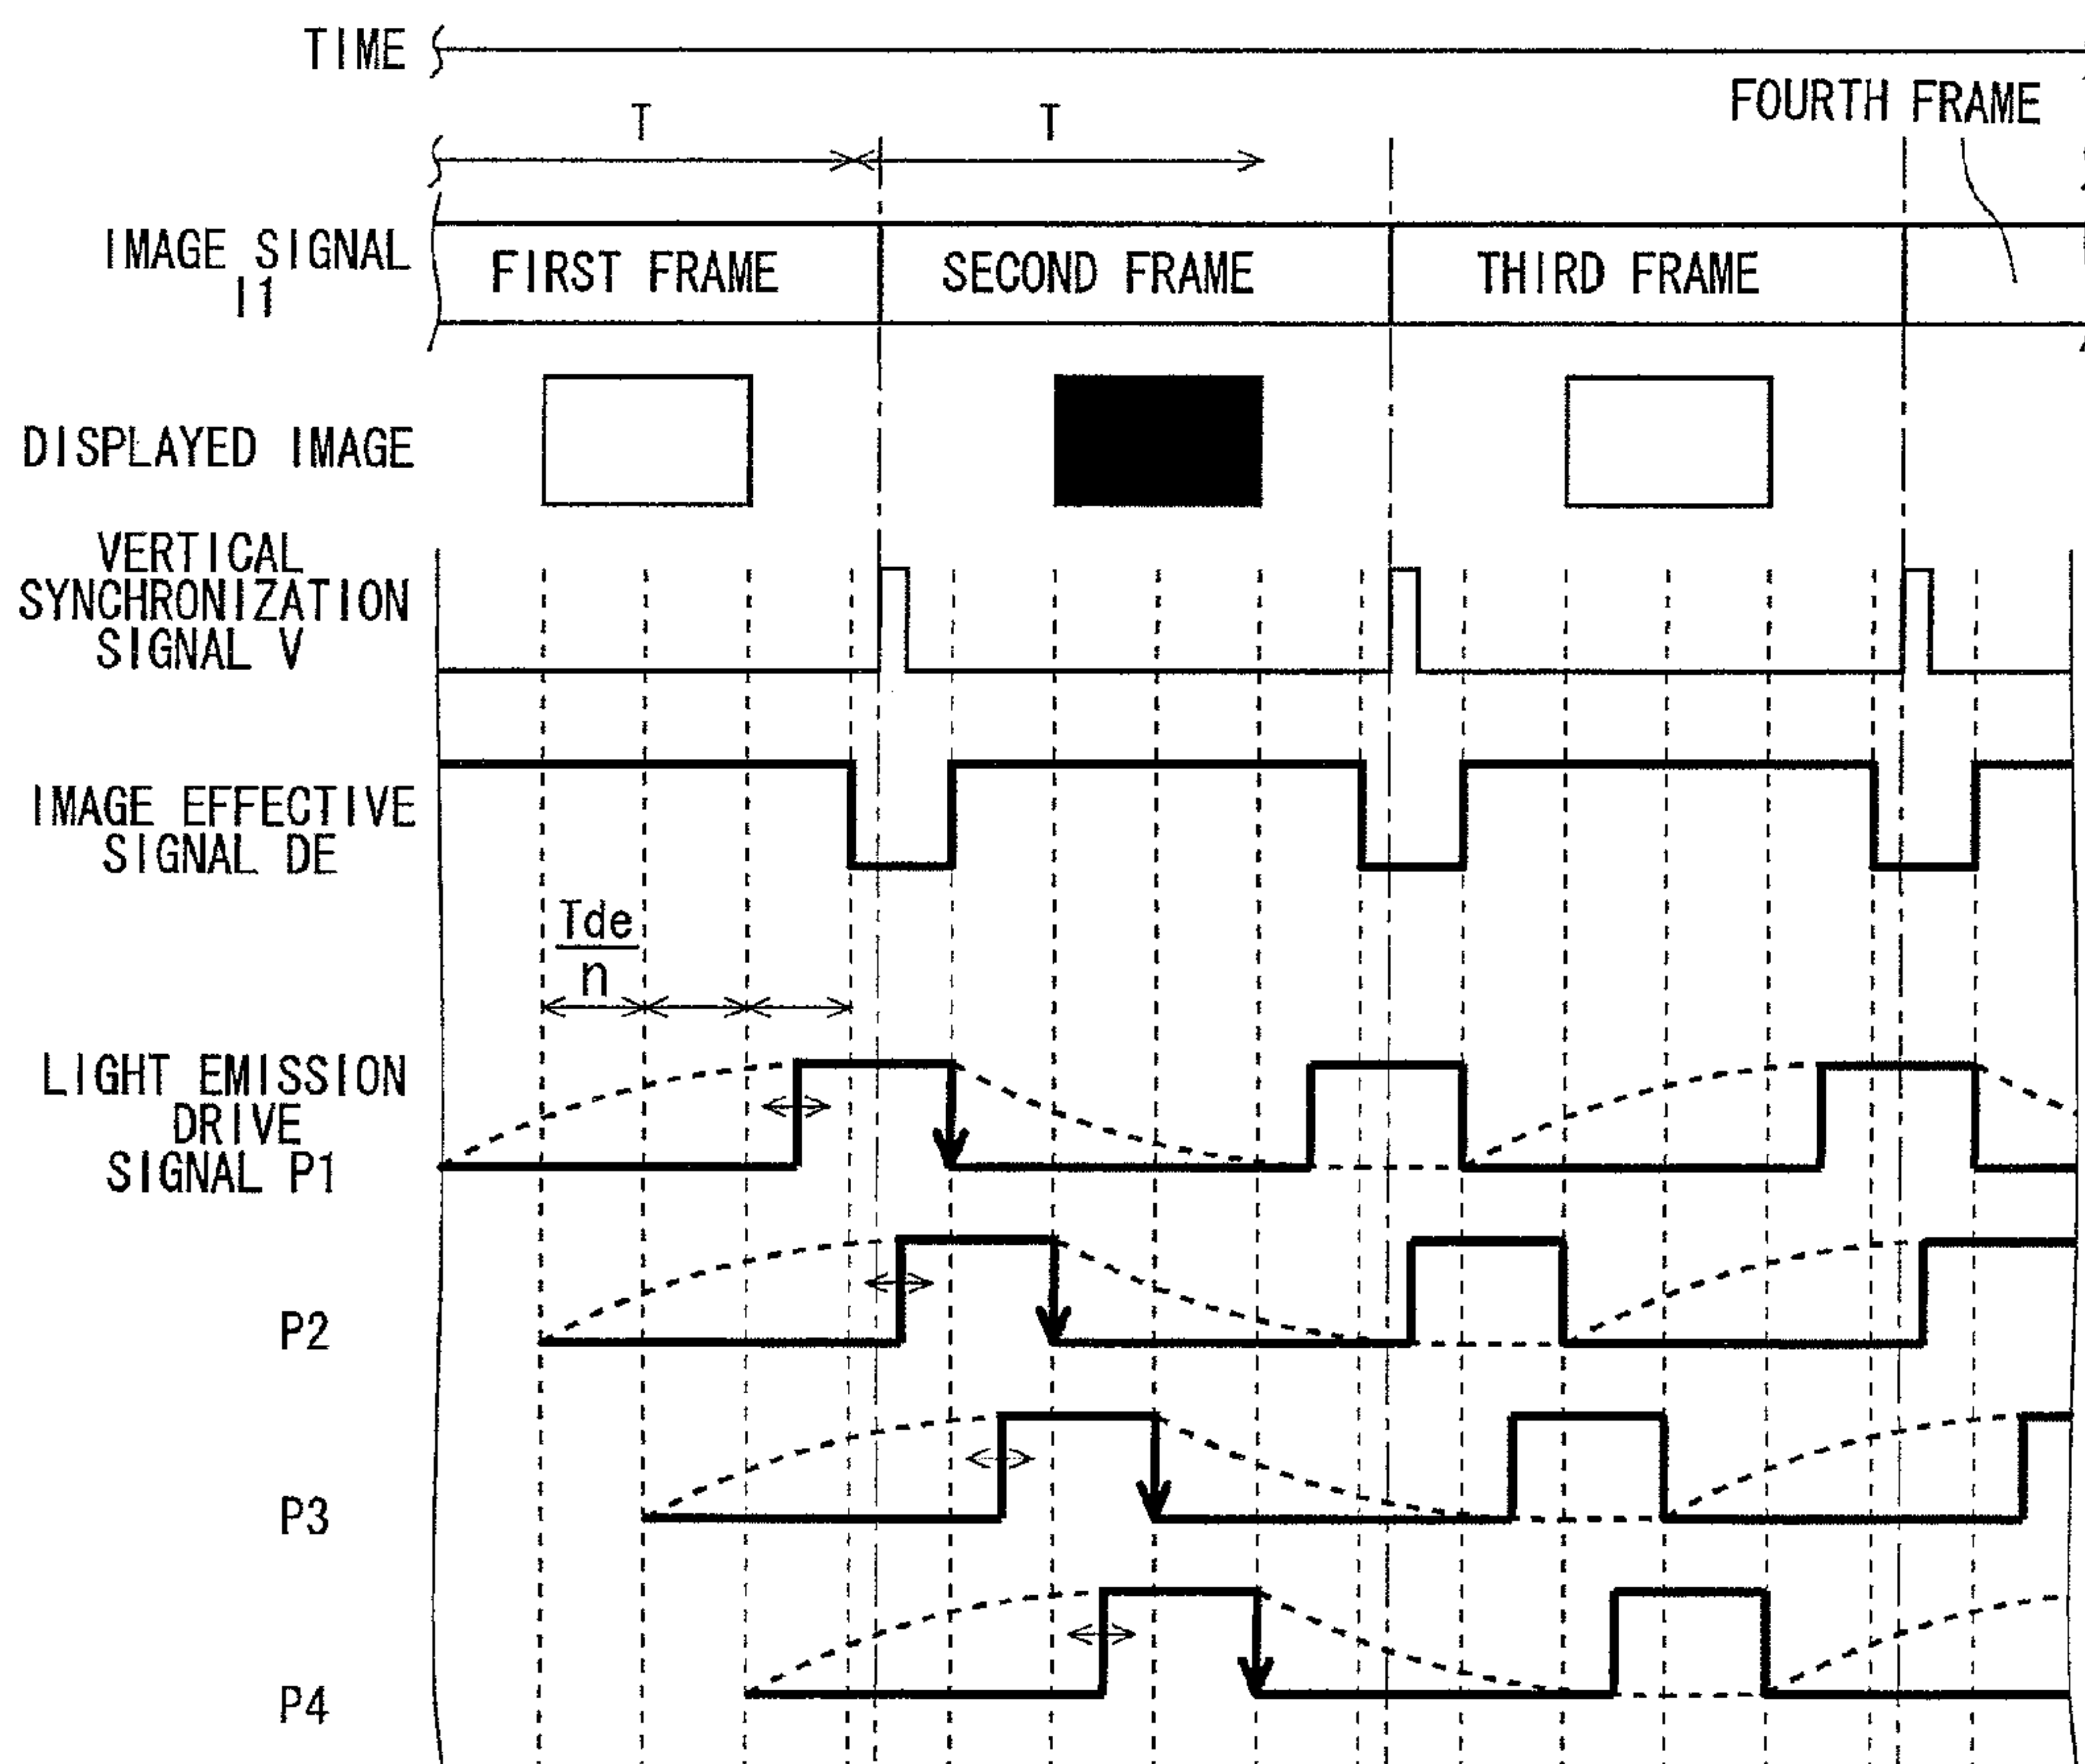 TIME
FOURTH FRAME
T
T
IMAGE SIGNAL
I1
FIRST FRAME
SECOND FRAME
THIRD FRAME
DISPLAYED IMAGE
VERTICAL
SYNCHRONIZATION
SIGNAL V
IMAGE EFFECTIVE
SIGNAL DE
Tde
n
LIGHT EMISSION
DRIVE
SIGNAL P1
P2
P3
P4